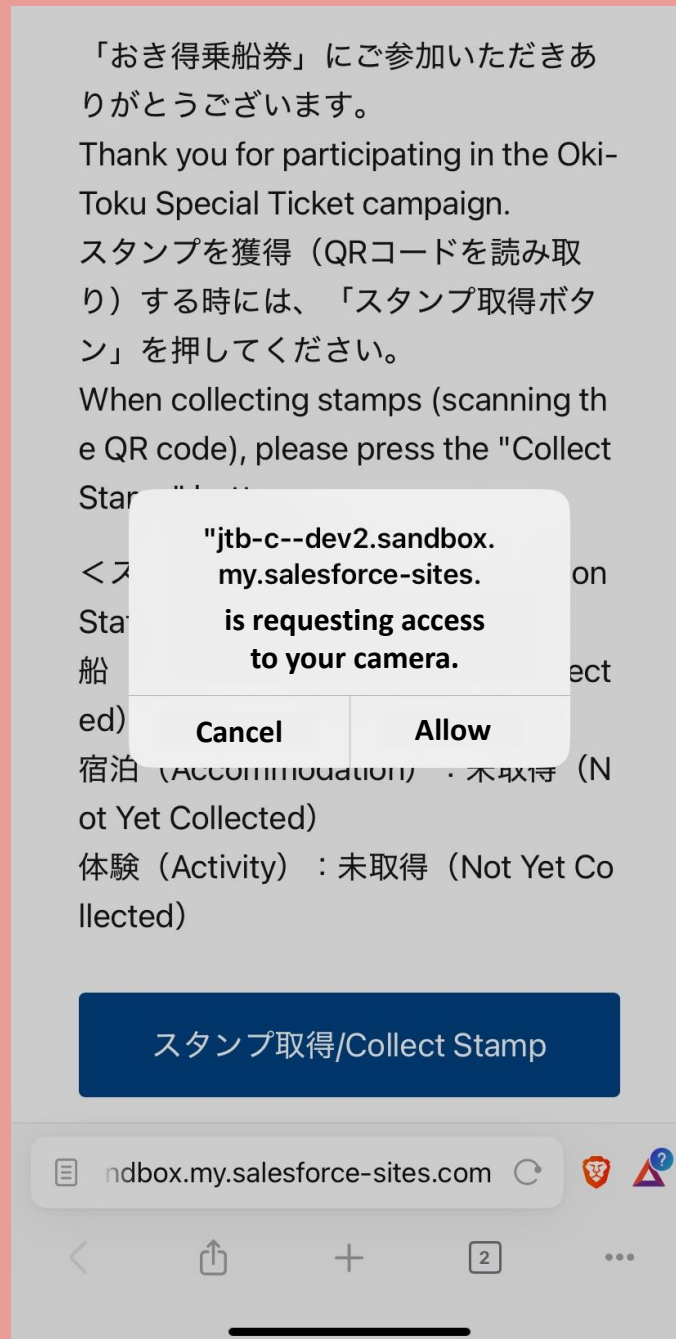 「おき得乗船券」にご参加いただきあ
りがとうございます。
Thank you for participating in the Oki-
Toku Special Ticket campaign.
スタンプを獲得（QRコードを読み取
り）する時には、「スタンプ取得ボタ
ン」を押してください。
When collecting stamps (scanning th
e QR code), please press the "Collect
"jtb-c--dev2.sandbox.
my.salesforce-sites.
is requesting access
to your camera.
Cancel
Allow
＜ス
on
船
ect
ed)
宿泊（Accommodation）：未取得（N
ot Yet Collected）
体験（Activity）：未取得（Not Yet Co
llected）
スタンプ取得/Collect Stamp
ndbox.my.salesforce-sites.com
?
2